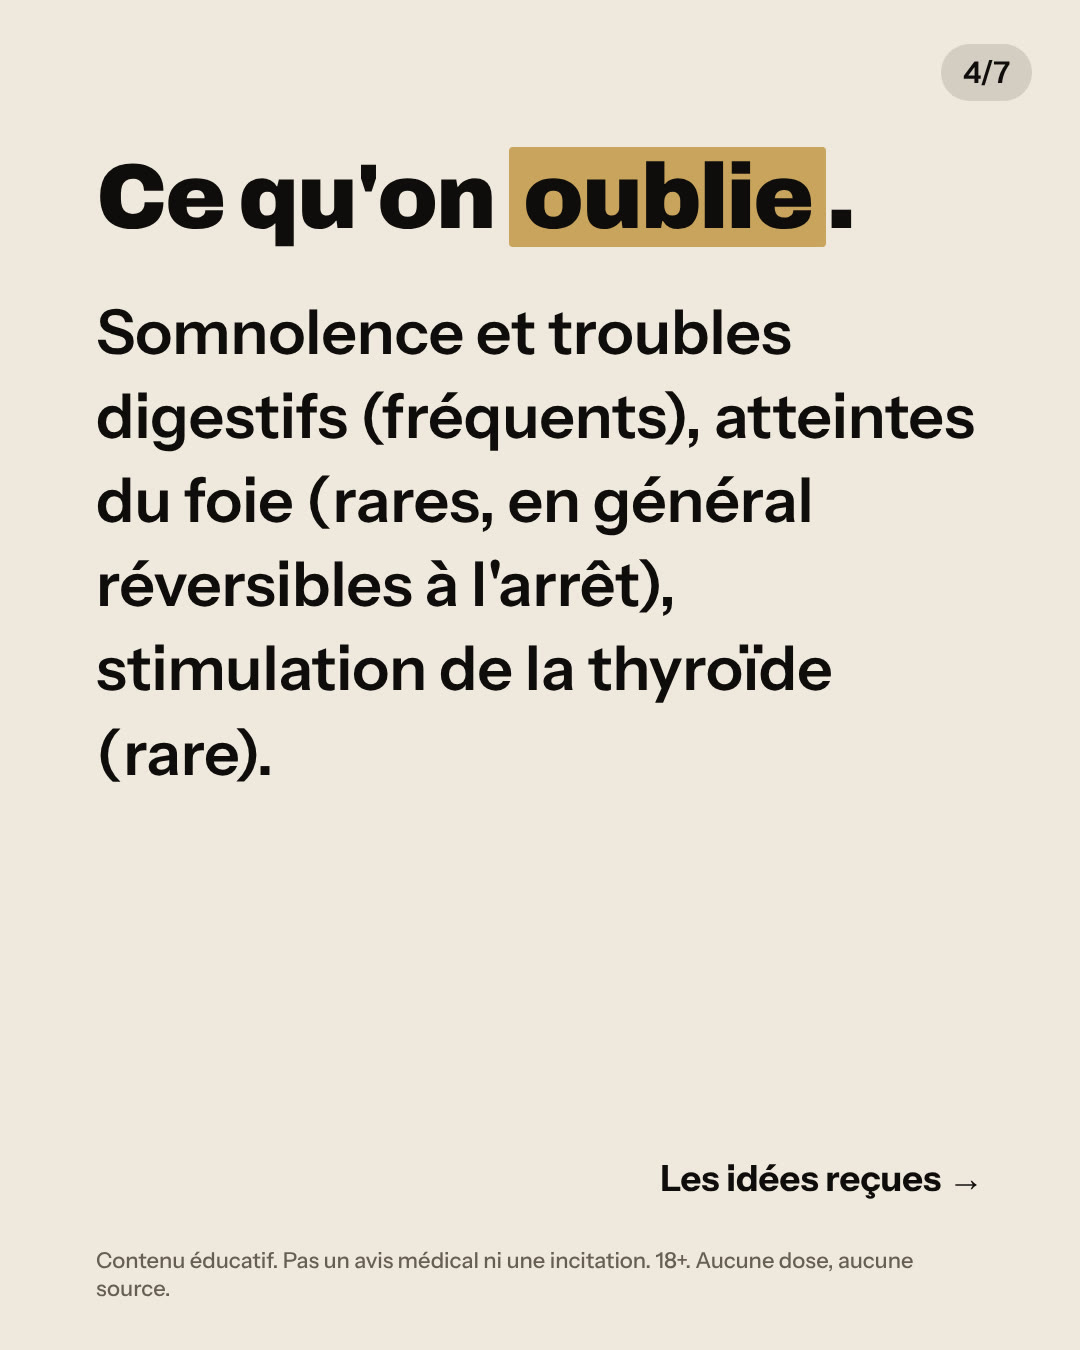 4/7
Ce qu'on oublie.
Somnolence et troubles
digestifs (fréquents), atteintes
du foie (rares, en général
réversibles à l'arrêt),
stimulation de la thyroïde
(rare).
Les idées reçues →
Contenu éducatif. Pas un avis médical ni une incitation. 18+. Aucune dose, aucune
source.